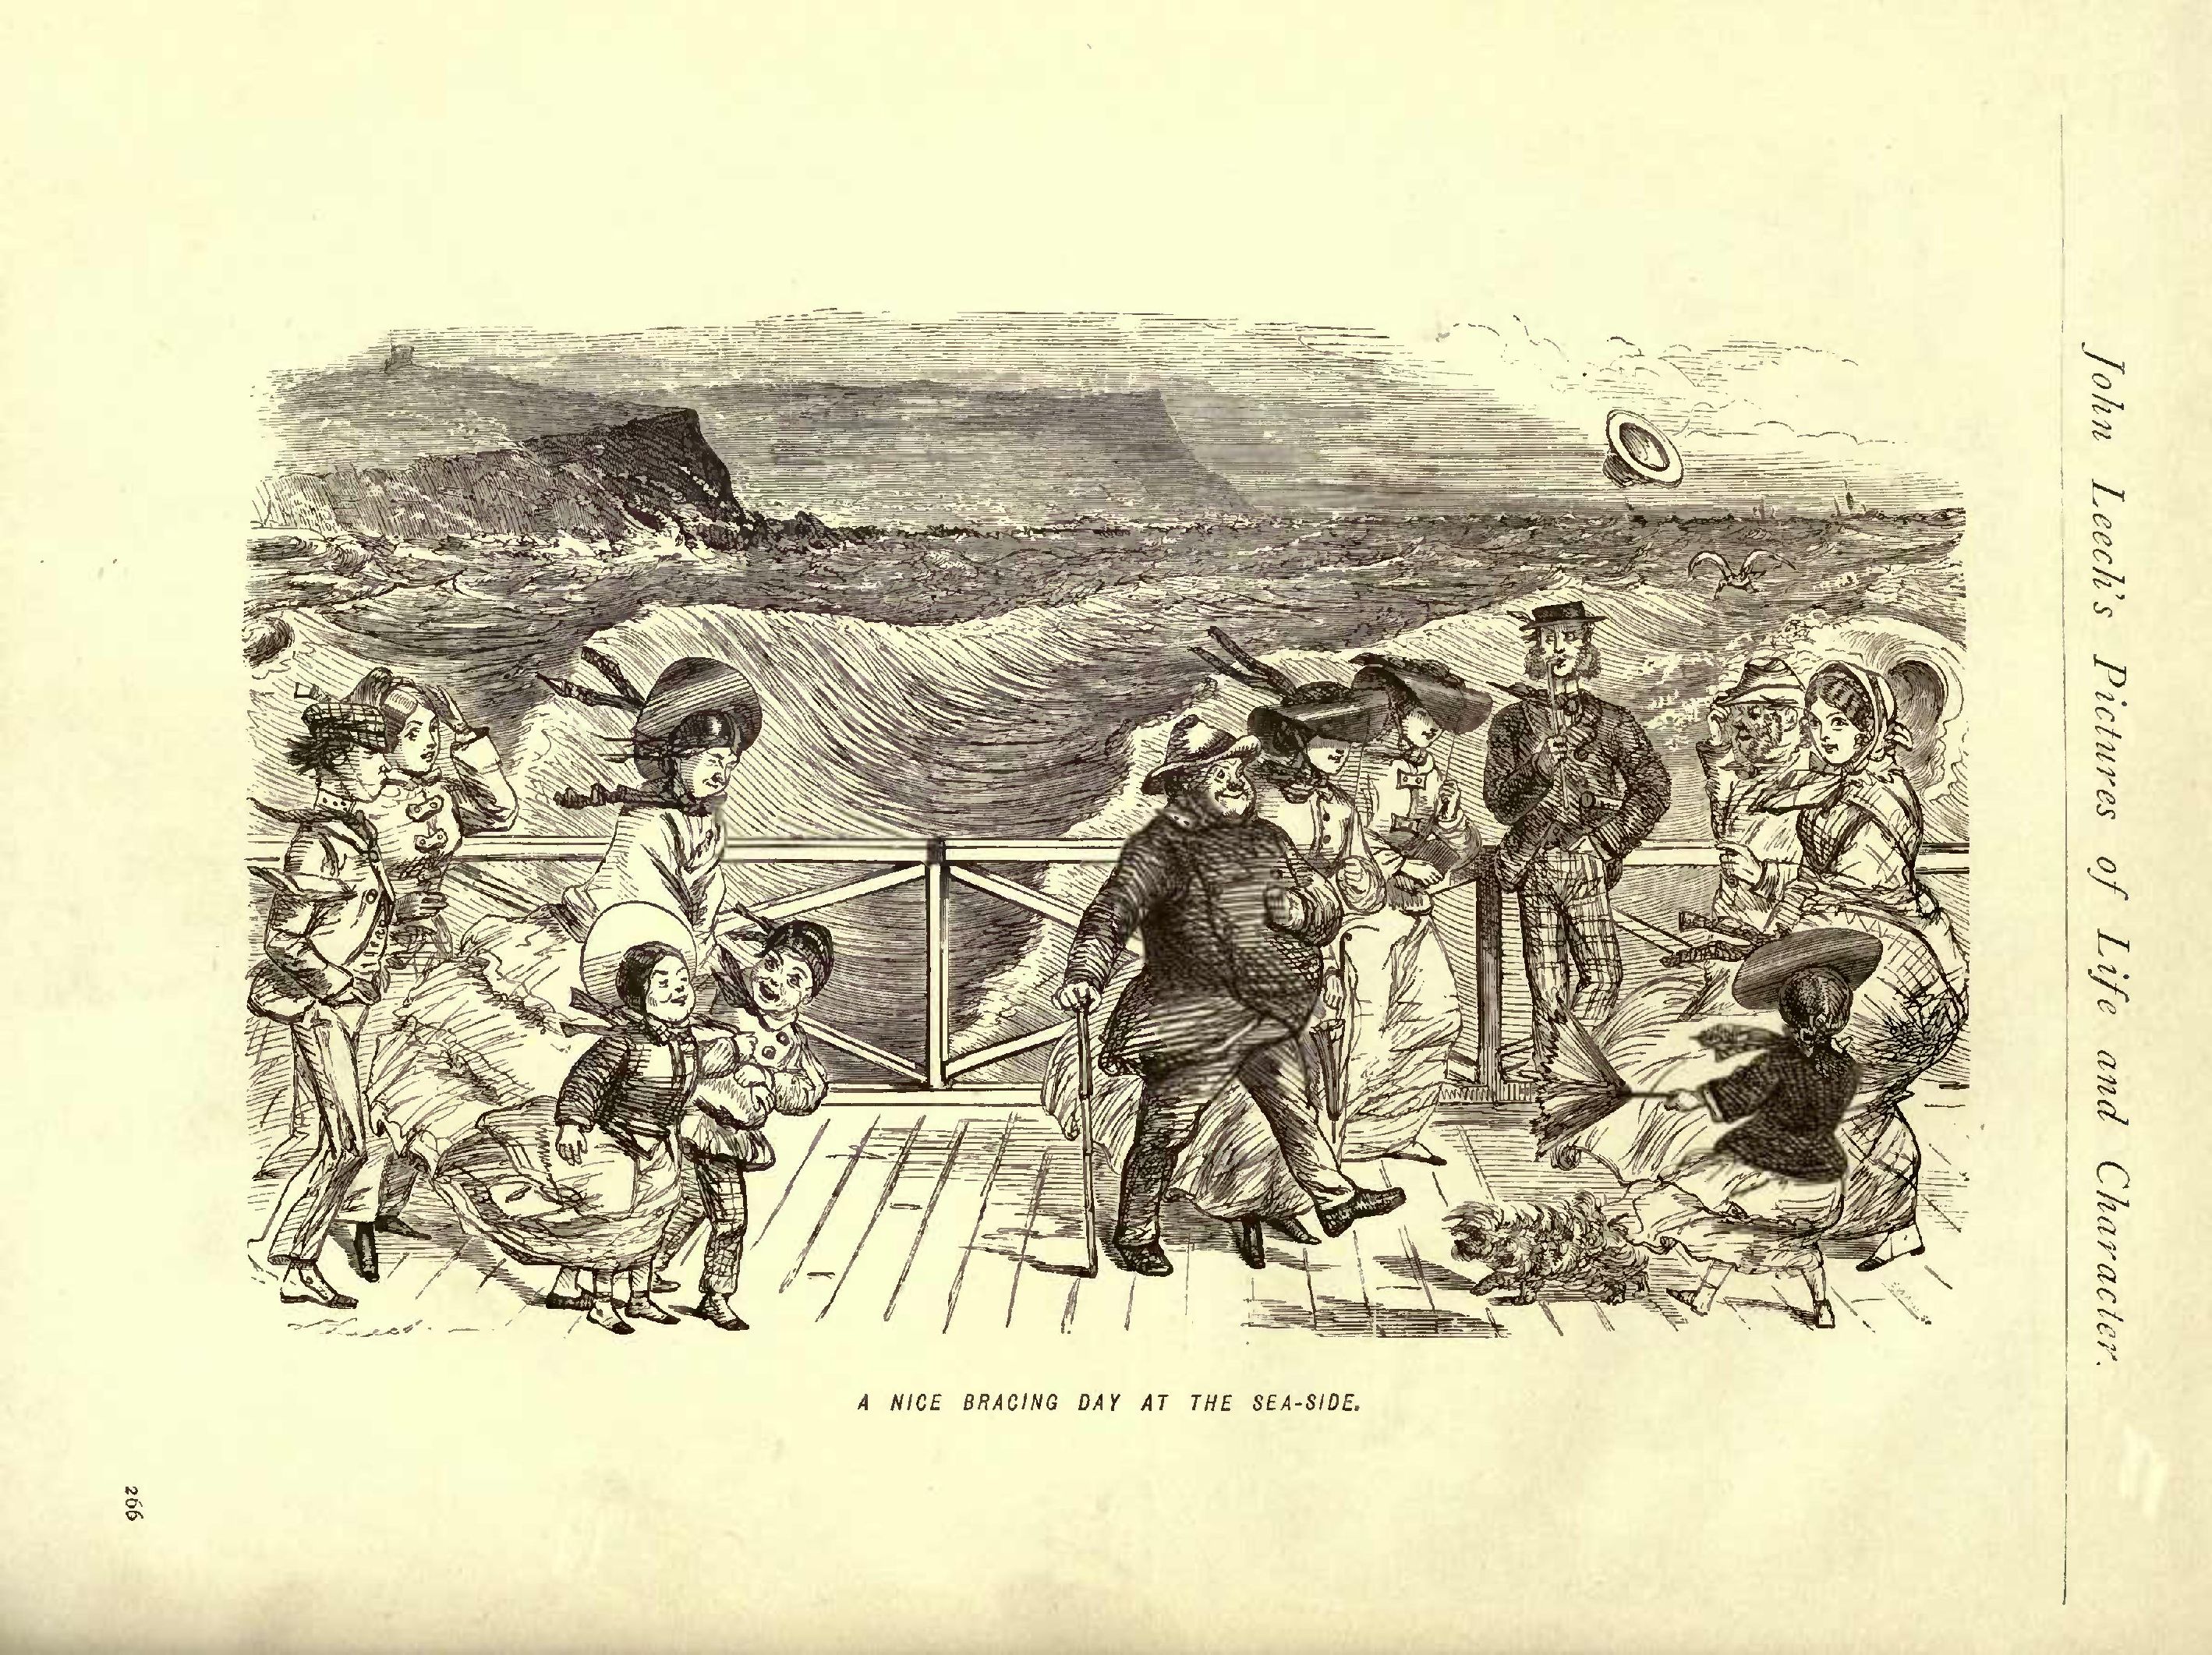 John Leech's Pictures of Life and Character.
A NICE BRACING DAY AT THE SEA-SIDE.
266